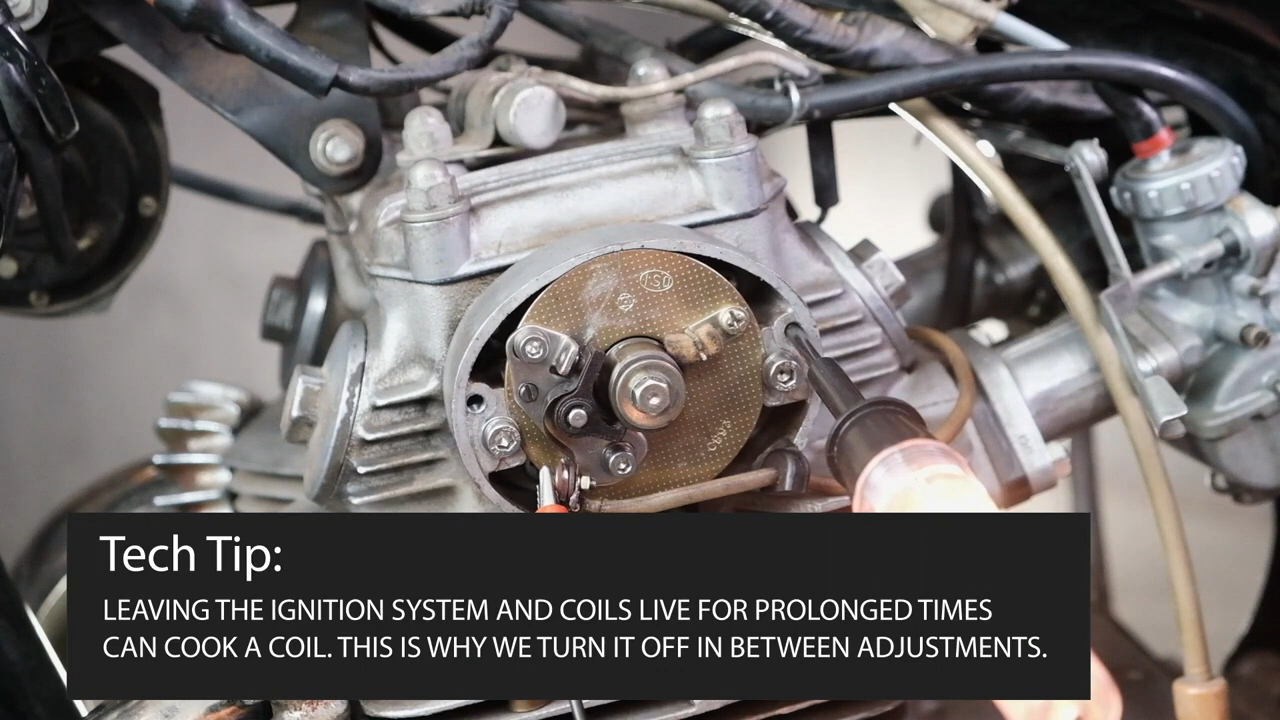 TSD
Tech Tip:
LEAVING THE IGNITION SYSTEM AND COILS LIVE FOR PROLONGED TIMES
CAN COOK A COIL. THIS IS WHY WE TURN IT OFF IN BETWEEN ADJUSTMENTS.